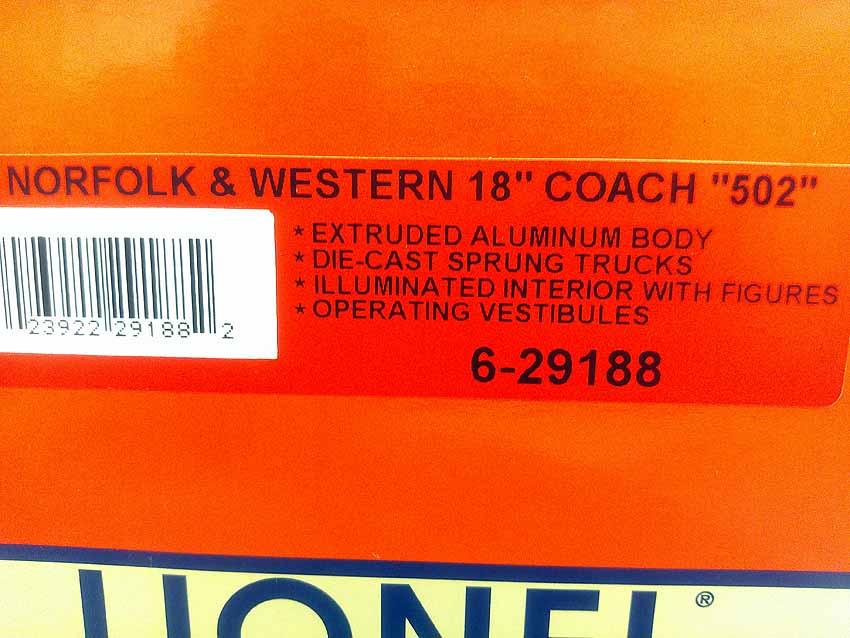 NORFOLK & WESTERN 18" COACH "502"
* EXTRUDED ALUMINUM BODY
* DIE-CAST SPRUNG TRUCKS
* ILLUMINATED INTERIOR WITH FIGURES
* OPERATING VESTIBULES
23922 29188 2
6-29188
LIONEL®